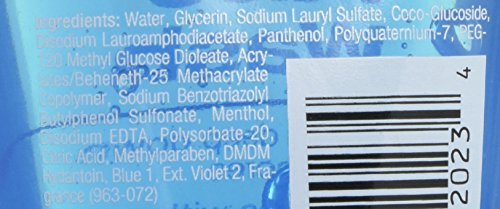 Ingredients: Water, Glycerin, Sodium Lauryl Sulfate, Coco-Glucoside,
Disodium Lauroamphodiacetate, Panthenol, Polyquaternium-7, PEG-
120 Methyl Glucose Dioleate, Acry-
lates/Beheneth-25 Methacrylate
Copolymer, Sodium Benzotriazolyl
Butylphenol Sulfonate, Menthol,
Disodium EDTA, Polysorbate-20,
Citric Acid, Methylparaben, DMDM
Hydantoin, Blue 1, Ext. Violet 2, Fra-
grance (963-072)
4
2023